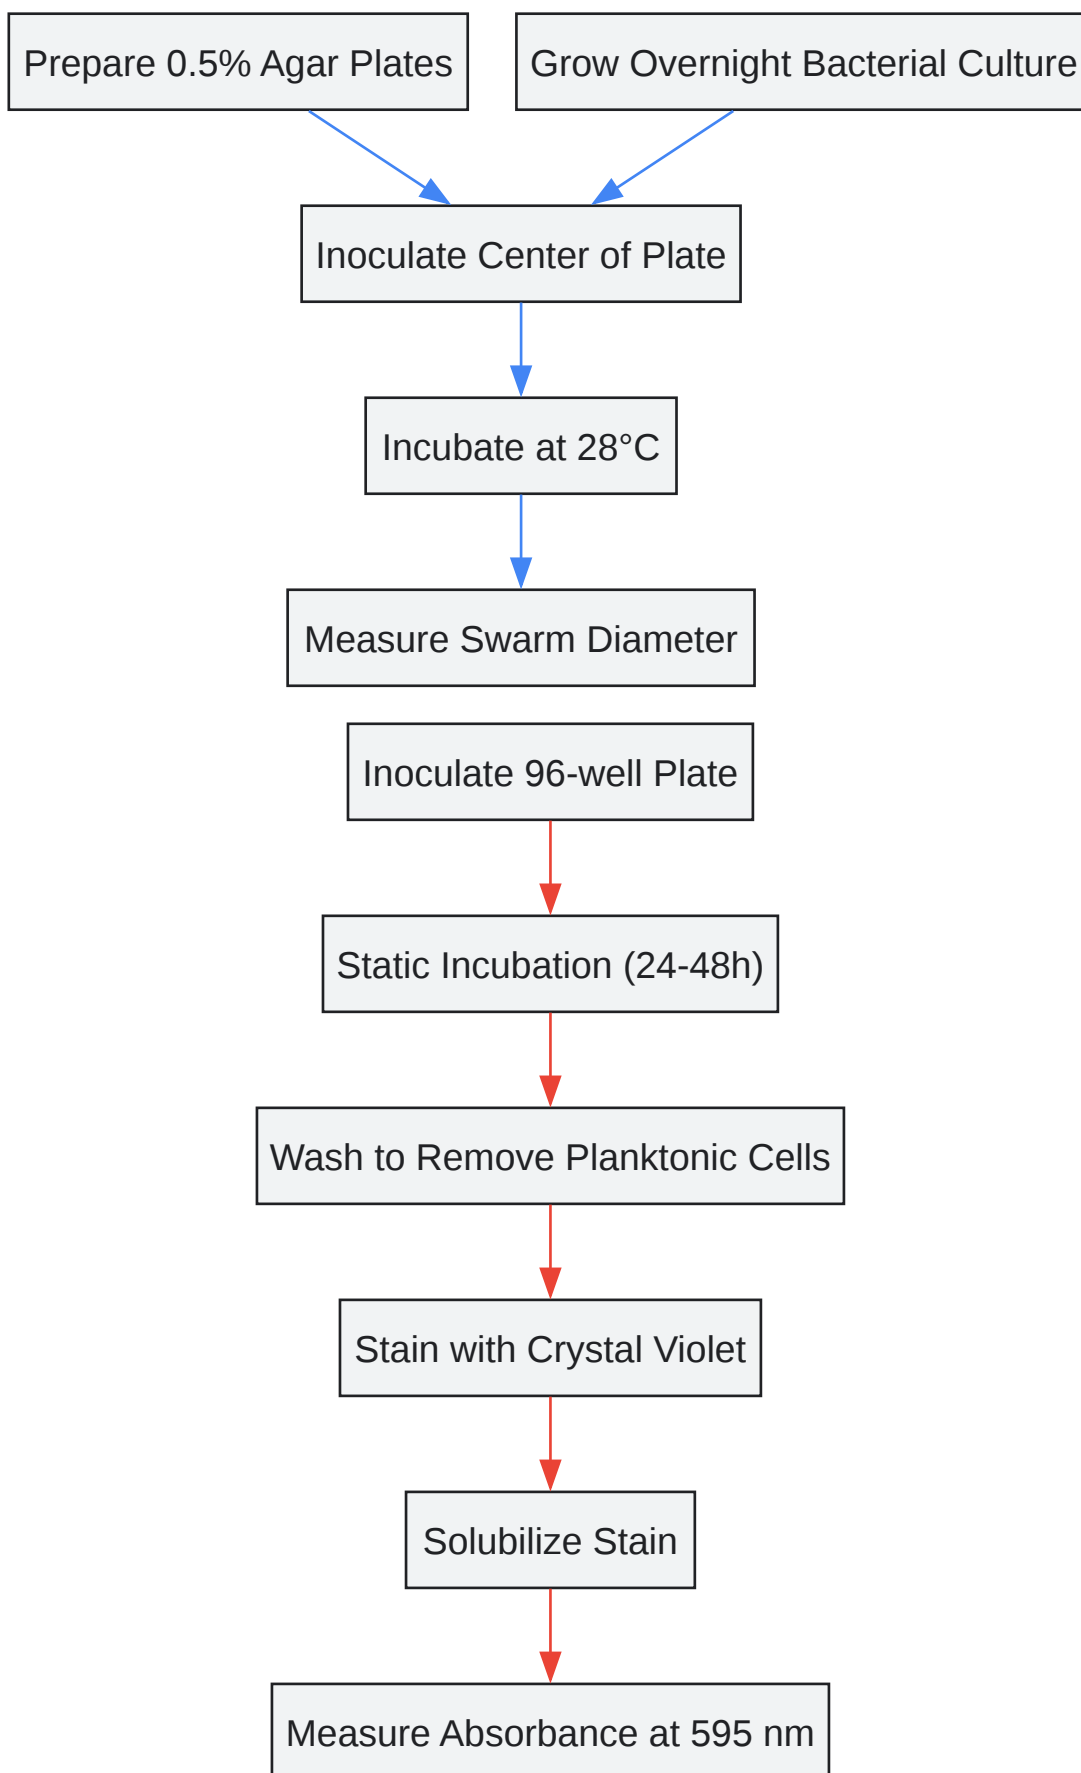 Prepare 0.5% Agar Plates
Grow Overnight Bacterial Culture
Inoculate Center of Plate
Incubate at 28°C
Measure Swarm Diameter
Inoculate 96-well Plate
Static Incubation (24-48h)
Wash to Remove Planktonic Cells
Stain with Crystal Violet
Solubilize Stain
Measure Absorbance at 595 nm